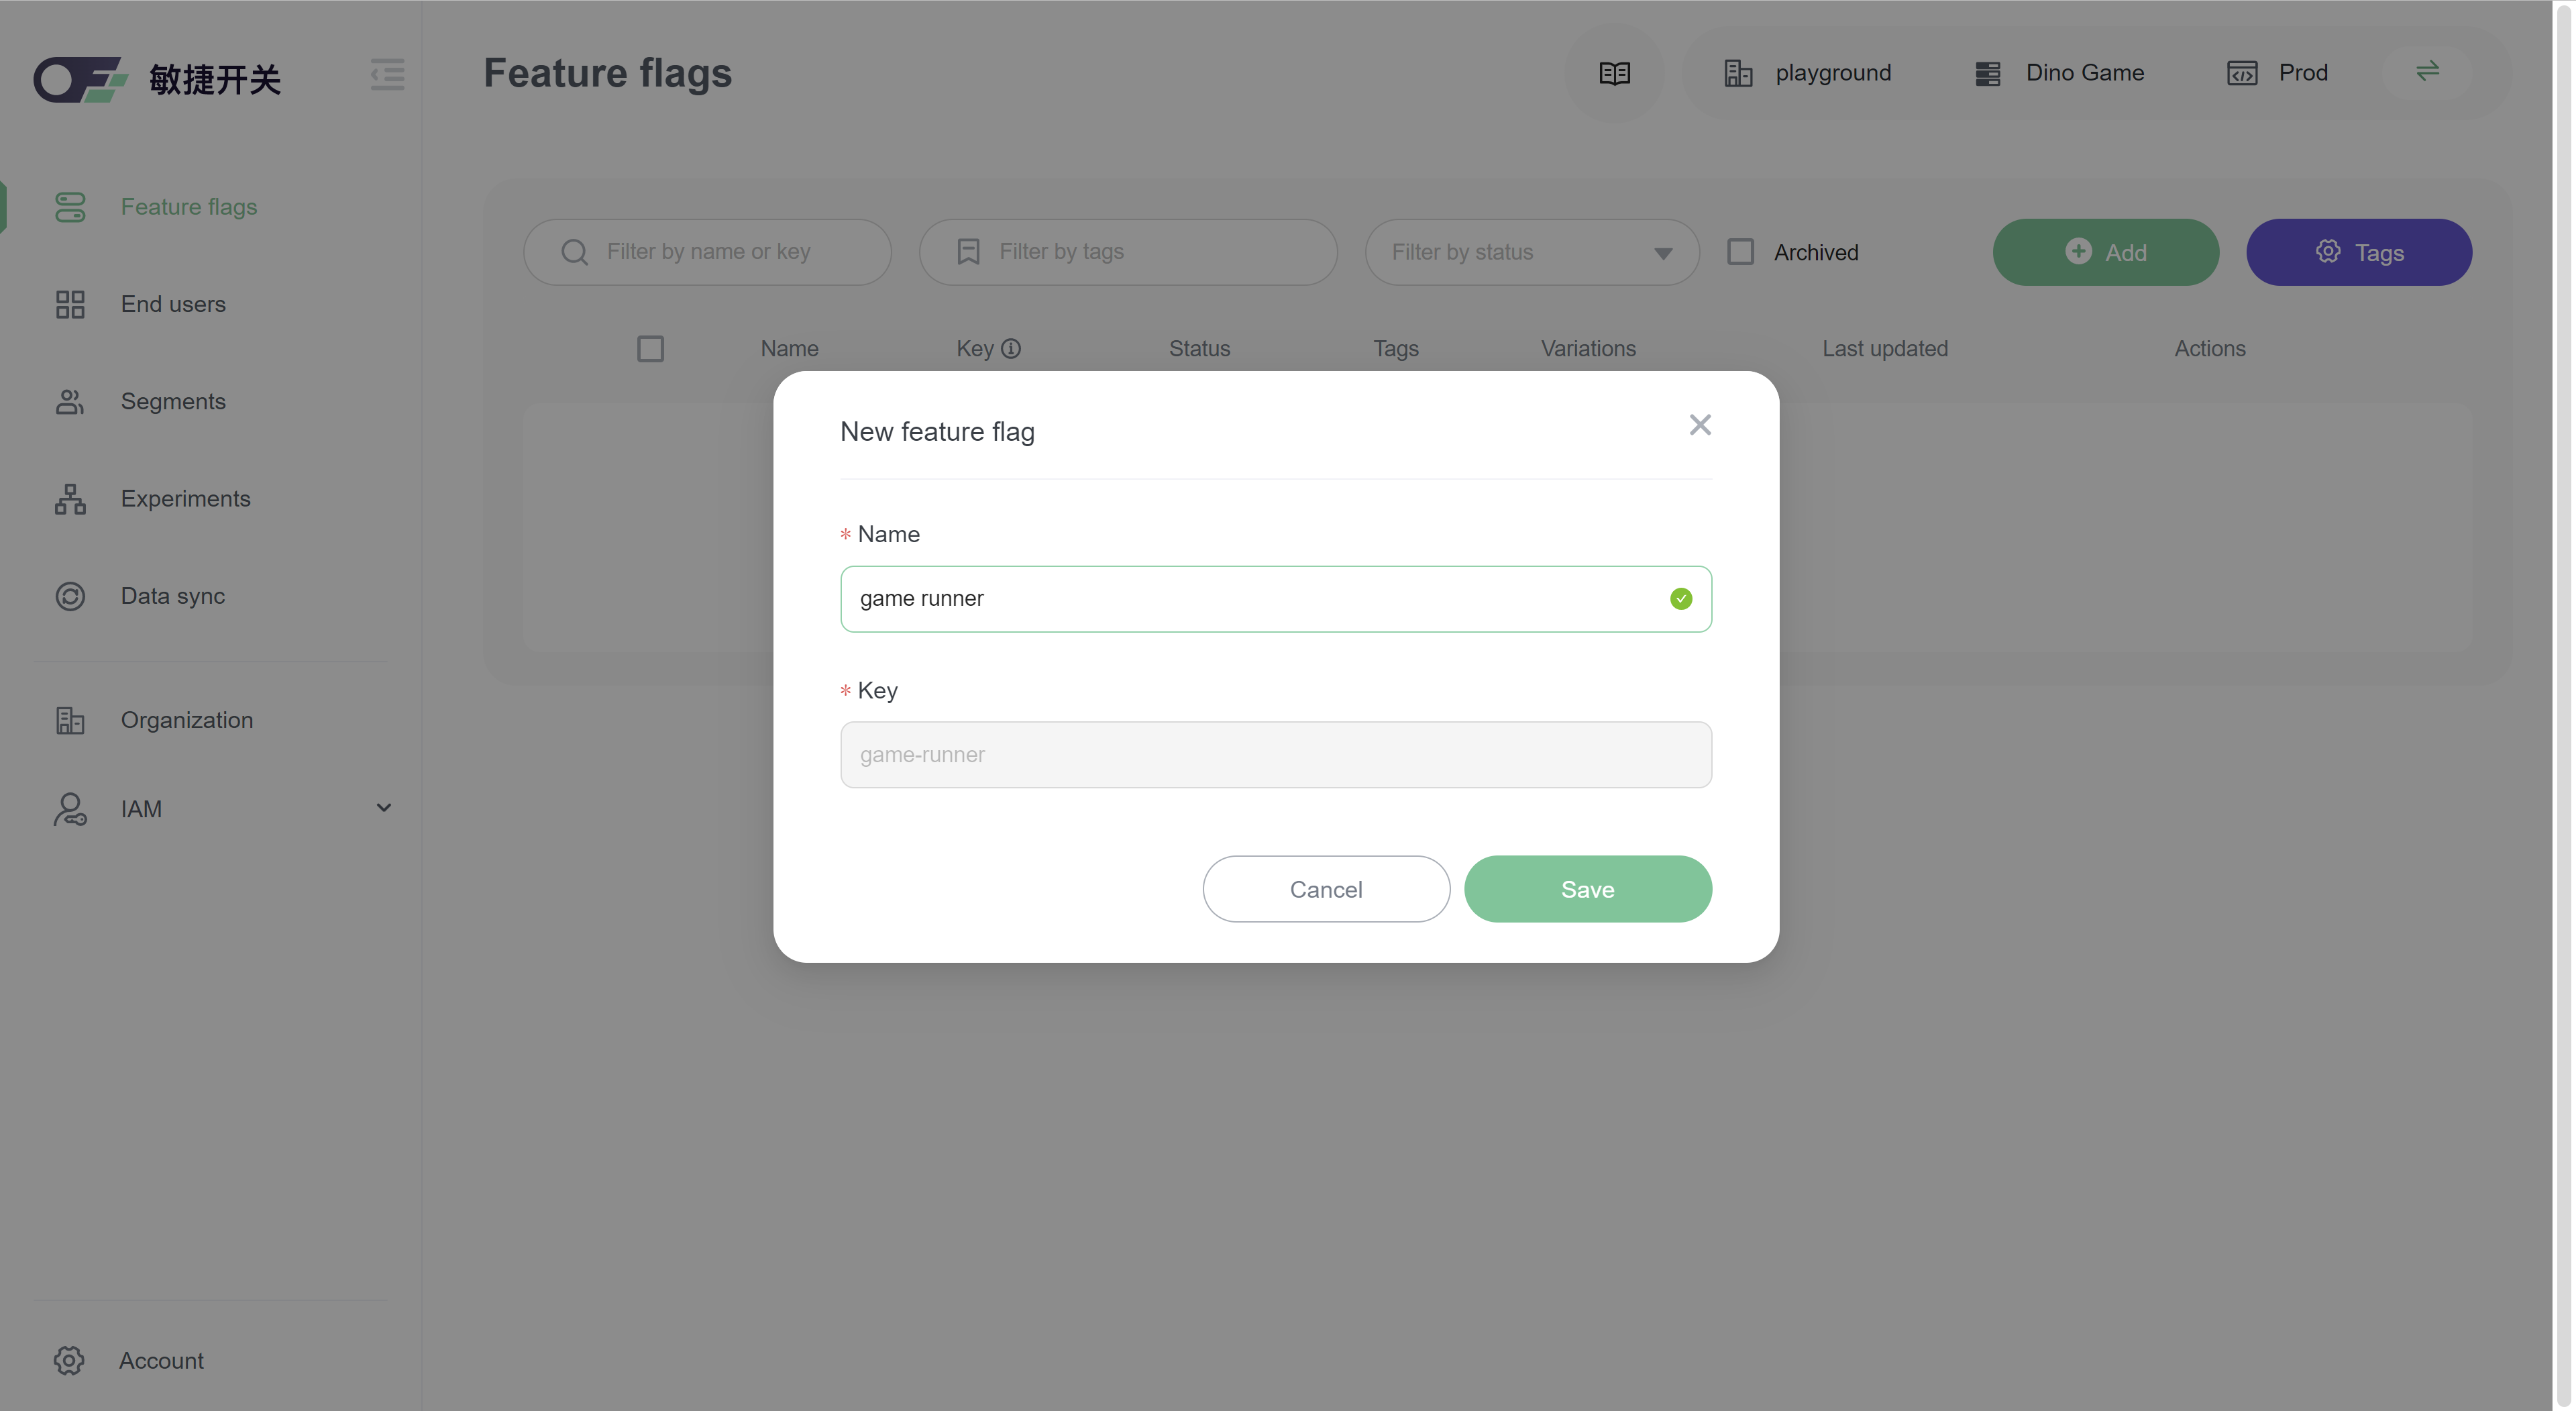 敏捷开关
Feature flags
playground
Dino Game
Prod
Feature flags
End users
Segments
Experiments
Data sync
Organization
IAM
Account
Filter by name or key
Filter by tags
Filter by status
Archived
Add
Tags
Name
Key
Status
Tags
Variations
Last updated
Actions
New feature flag
* Name
game runner
* Key
game-runner
Cancel
Save